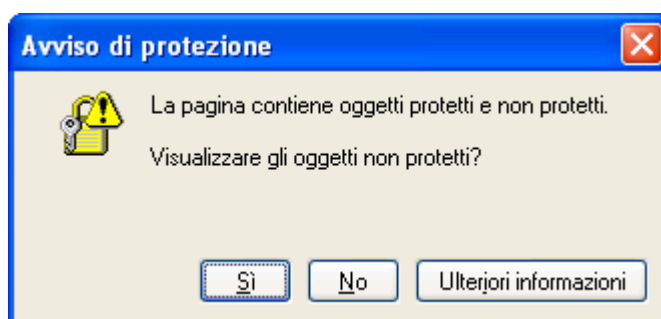 Avviso di protezione
La pagina contiene oggetti protetti e non protetti.
Visualizzare gli oggetti non protetti?
Sì No Ulteriori informazioni